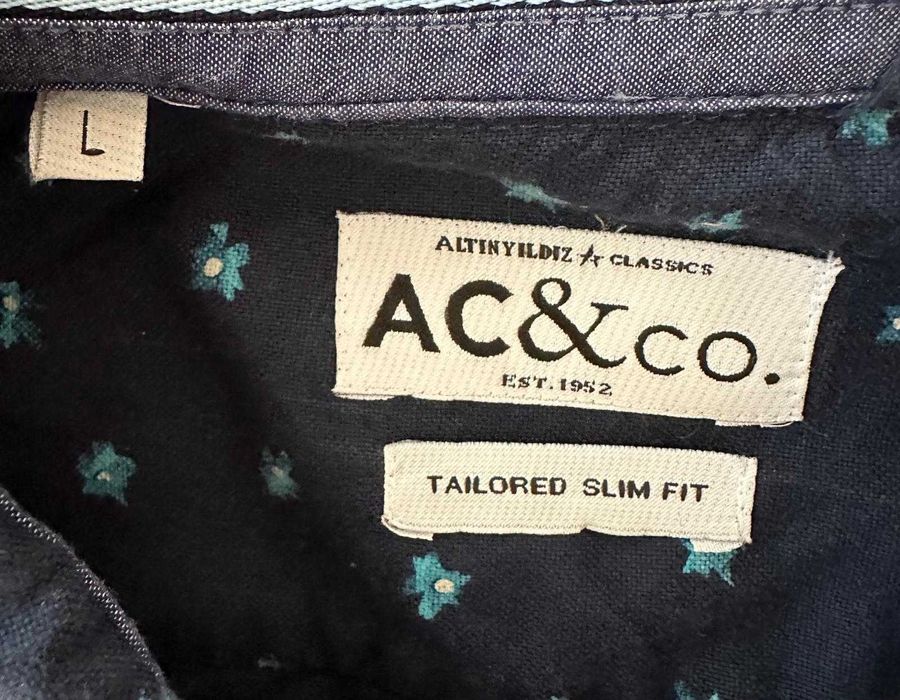 L
ALTINYILDIZ CLASSICS
AC&CO.
EST. 1952
TAILORED SLIM FIT